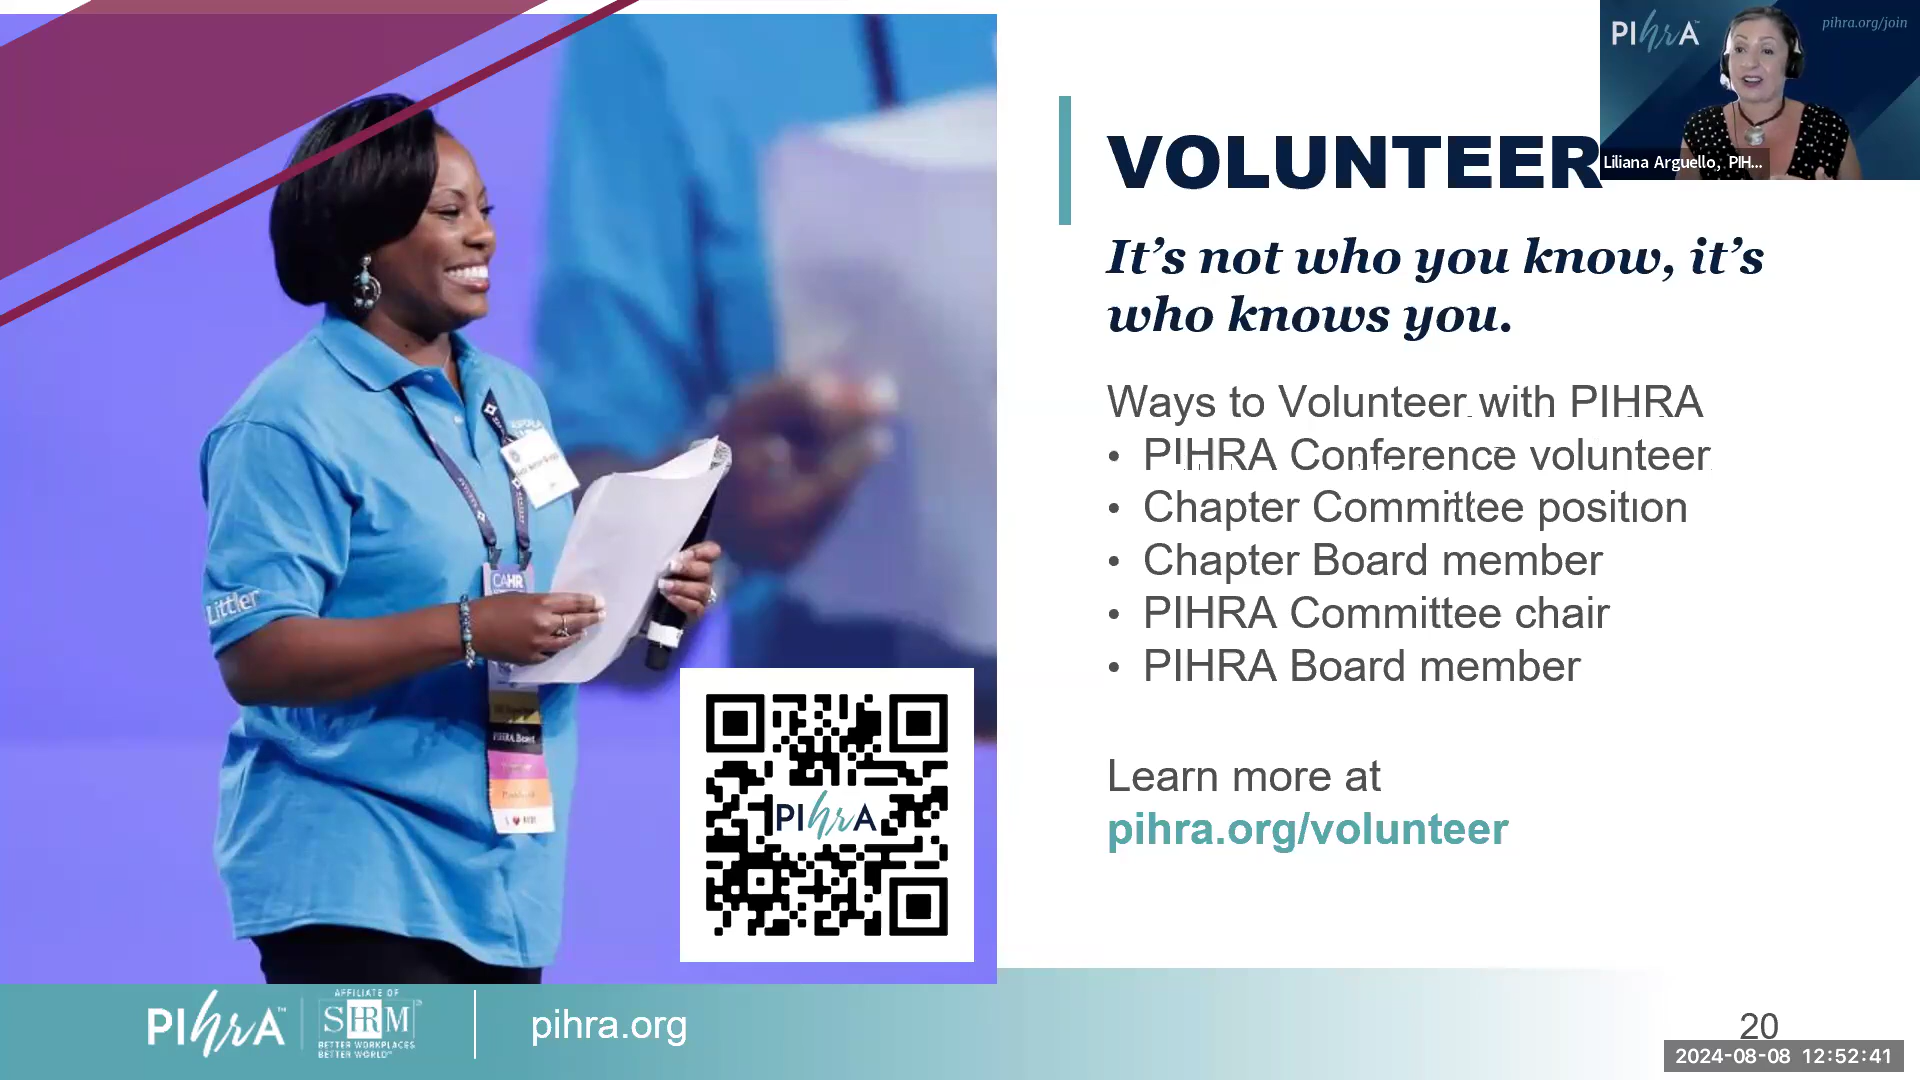 PIhrA™
pihra.org/join
Liliana Arguello, PIH...
VOLUNTEER
It’s not who you know, it’s
who knows you.
Ways to Volunteer with PIHRA
• PIHRA Conference volunteer
• Chapter Committee position
• Chapter Board member
• PIHRA Committee chair
• PIHRA Board member
Learn more at
pihra.org/volunteer
Littler
CAHR
PIHRA Board
PIhrA
PIhrA™
AFFILIATE OF
SHRM
BETTER WORKPLACES
BETTER WORLD™
pihra.org
20
2024-08-08 12:52:41